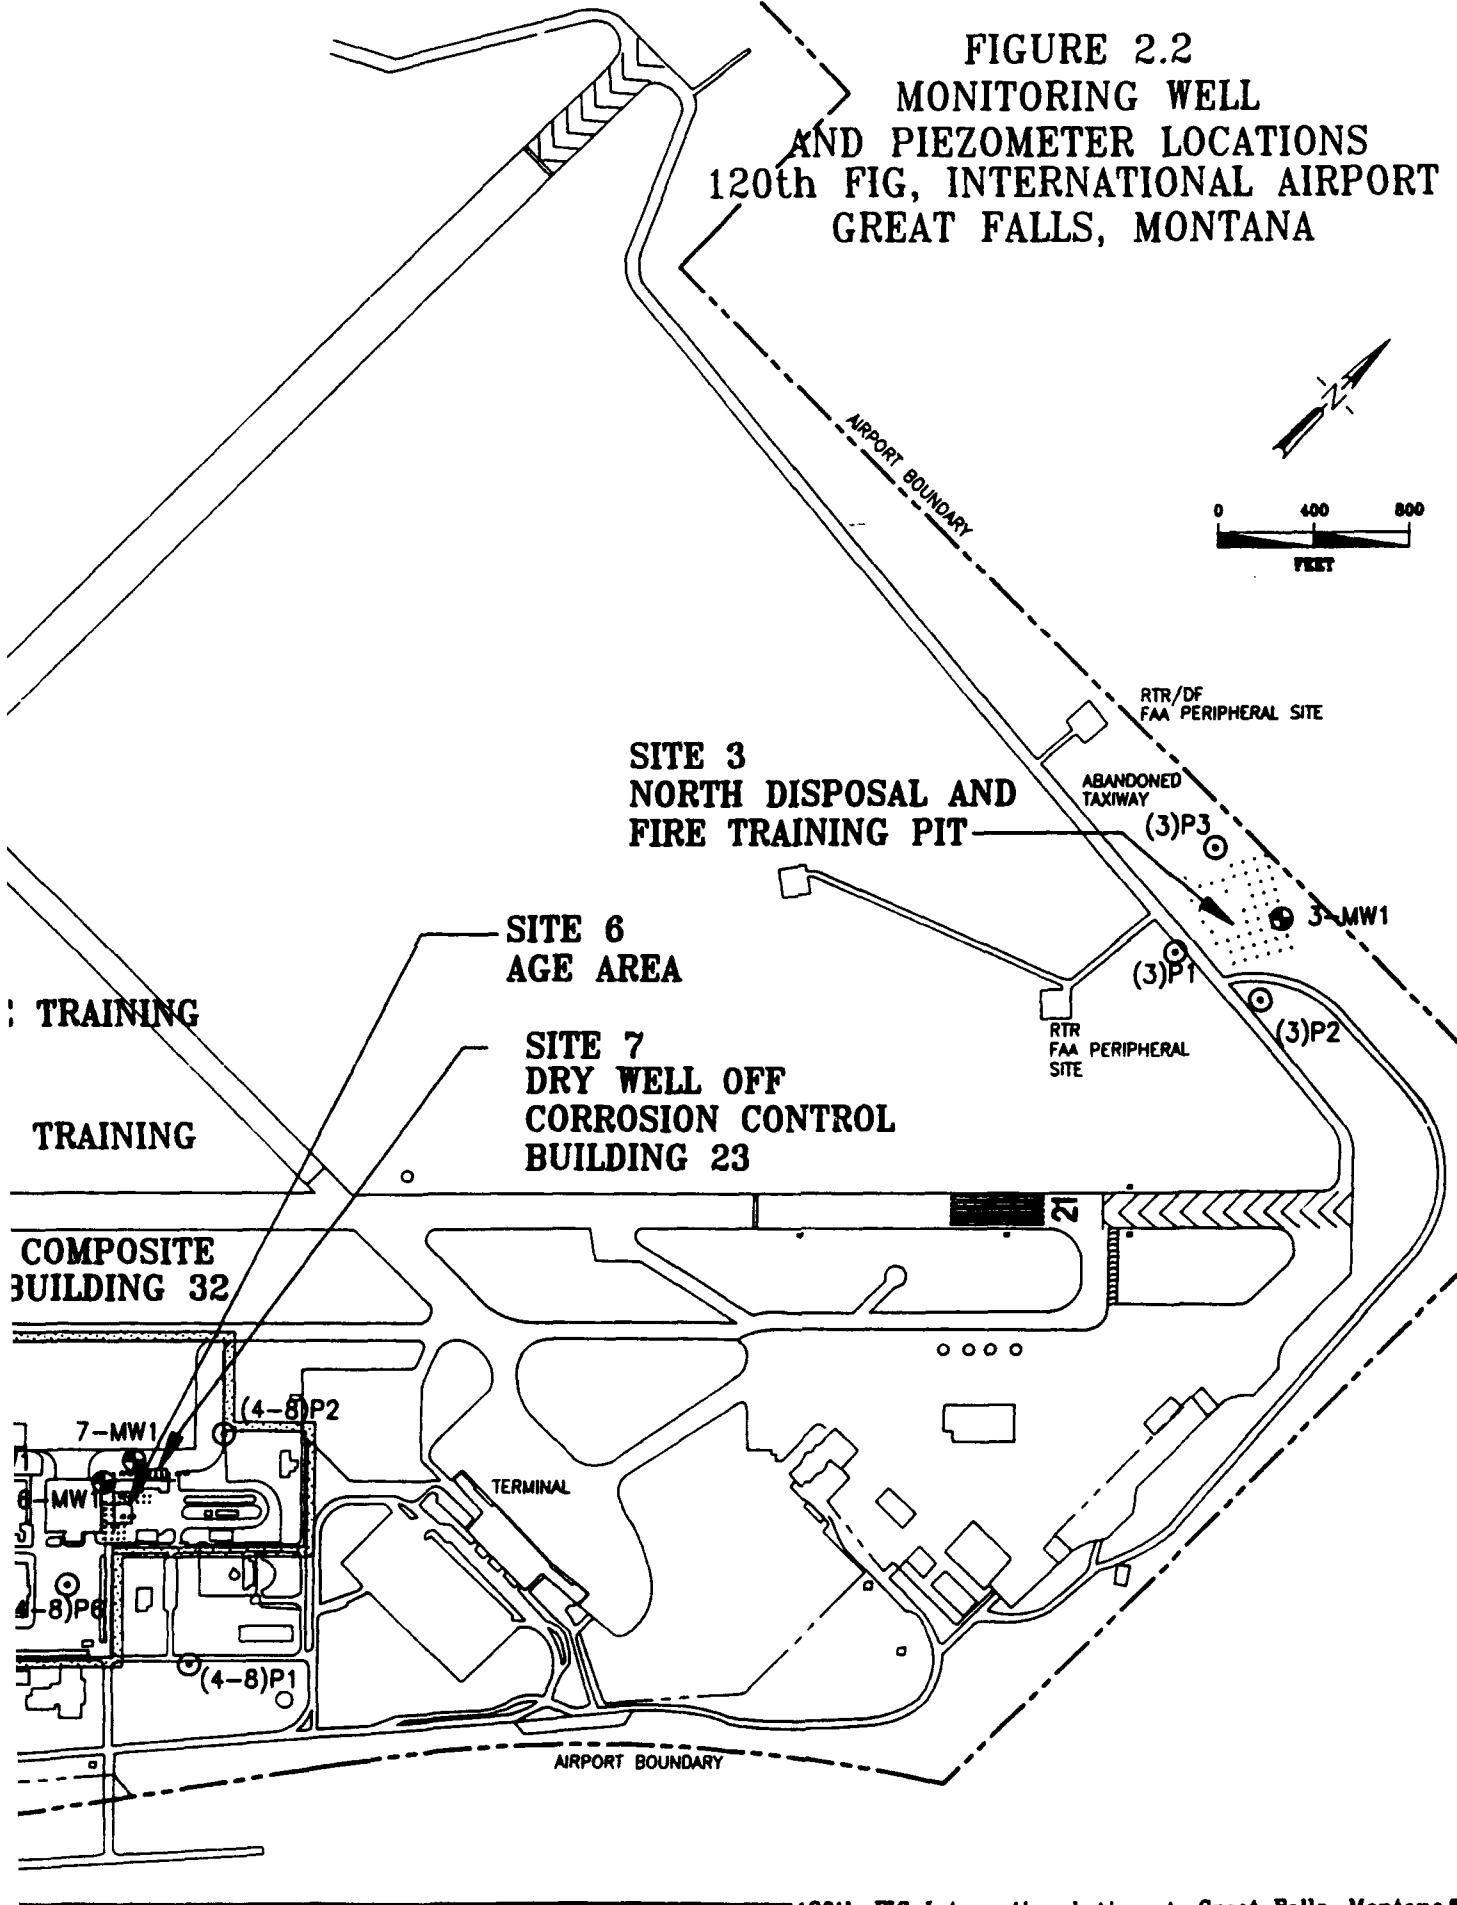 FIGURE 2.2
MONITORING WELL
AND PIEZOMETER LOCATIONS
120th FIG, INTERNATIONAL AIRPORT
GREAT FALLS, MONTANA
N
0 400 800
FEET
AIRPORT BOUNDARY
RTR/DF
FAA PERIPHERAL SITE
ABANDONED
TAXIWAY
SITE 3
NORTH DISPOSAL AND
FIRE TRAINING PIT
(3)P3
3-MW1
(3)P1
(3)P2
RTR
FAA PERIPHERAL
SITE
SITE 6
AGE AREA
TRAINING
SITE 7
DRY WELL OFF
CORROSION CONTROL
BUILDING 23
TRAINING
21
COMPOSITE
BUILDING 32
(4-8)P2
7-MW1
6-MW1
TERMINAL
4-8)P6
(4-8)P1
AIRPORT BOUNDARY